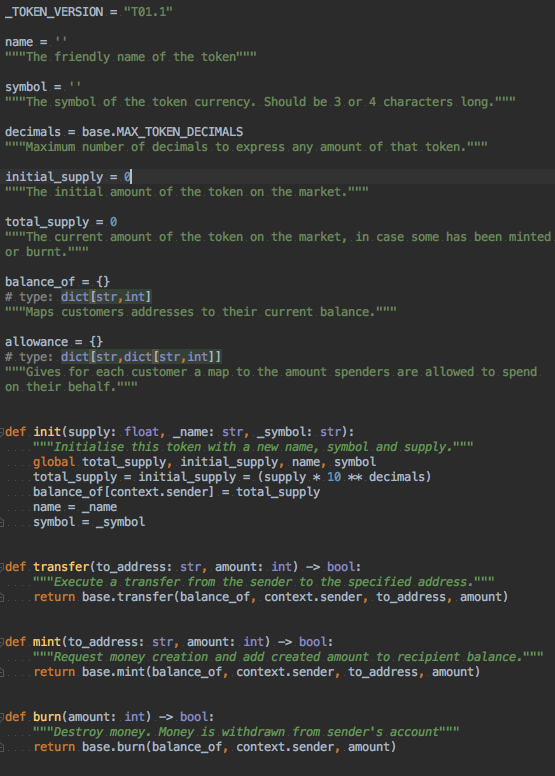 _TOKEN_VERSION = "T01.1"
name = ''
"""The friendly name of the token"""
symbol = ''
"""The symbol of the token currency. Should be 3 or 4 characters long."""
decimals = base.MAX_TOKEN_DECIMALS
"""Maximum number of decimals to express any amount of that token."""
initial_supply = 0
"""The initial amount of the token on the market."""
total_supply = 0
"""The current amount of the token on the market, in case some has been minted
or burnt."""
balance_of = {}
# type: dict[str,int]
"""Maps customers addresses to their current balance."""
allowance = {}
# type: dict[str,dict[str,int]]
"""Gives for each customer a map to the amount spenders are allowed to spend
on their behalf."""
def init(supply: float, _name: str, _symbol: str):
    """Initialise this token with a new name, symbol and supply."""
    global total_supply, initial_supply, name, symbol
    total_supply = initial_supply = (supply * 10 ** decimals)
    balance_of[context.sender] = total_supply
    name = _name
    symbol = _symbol
def transfer(to_address: str, amount: int) -> bool:
    """Execute a transfer from the sender to the specified address."""
    return base.transfer(balance_of, context.sender, to_address, amount)
def mint(to_address: str, amount: int) -> bool:
    """Request money creation and add created amount to recipient balance."""
    return base.mint(balance_of, context.sender, to_address, amount)
def burn(amount: int) -> bool:
    """Destroy money. Money is withdrawn from sender's account"""
    return base.burn(balance_of, context.sender, amount)